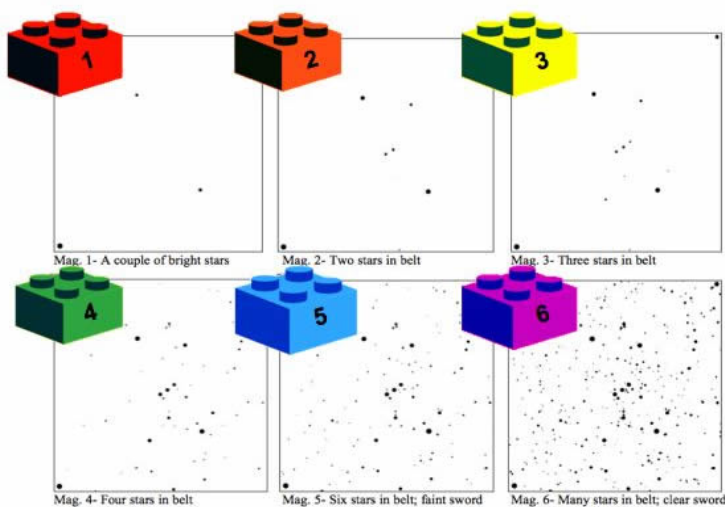 1
2
3
Mag. 1- A couple of bright stars
Mag. 2- Two stars in belt
Mag. 3- Three stars in belt
4
5
6
Mag. 4- Four stars in belt
Mag. 5- Six stars in belt; faint sword
Mag. 6- Many stars in belt; clear sword